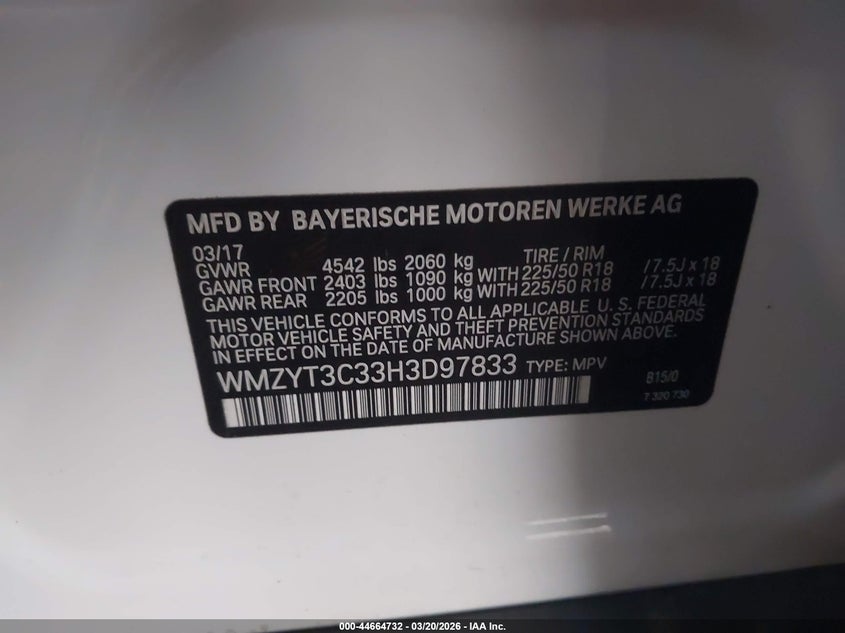 MFD BY BAYERISCHE MOTOREN WERKE AG
03/17 TIRE / RIM
GVWR 4542 lbs 2060 kg
GAWR FRONT 2403 lbs 1090 kg WITH 225/50 R18 / 7.5J x 18
GAWR REAR 2205 lbs 1000 kg WITH 225/50 R18 / 7.5J x 18
THIS VEHICLE CONFORMS TO ALL APPLICABLE U. S. FEDERAL
MOTOR VEHICLE SAFETY AND THEFT PREVENTION STANDARDS
IN EFFECT ON THE DATE OF MANUFACTURE SHOWN ABOVE.
WMZYT3C33H3D97833 TYPE: MPV
B15/0
7 320 730
000-44664732 — 03/20/2026 — IAA Inc.